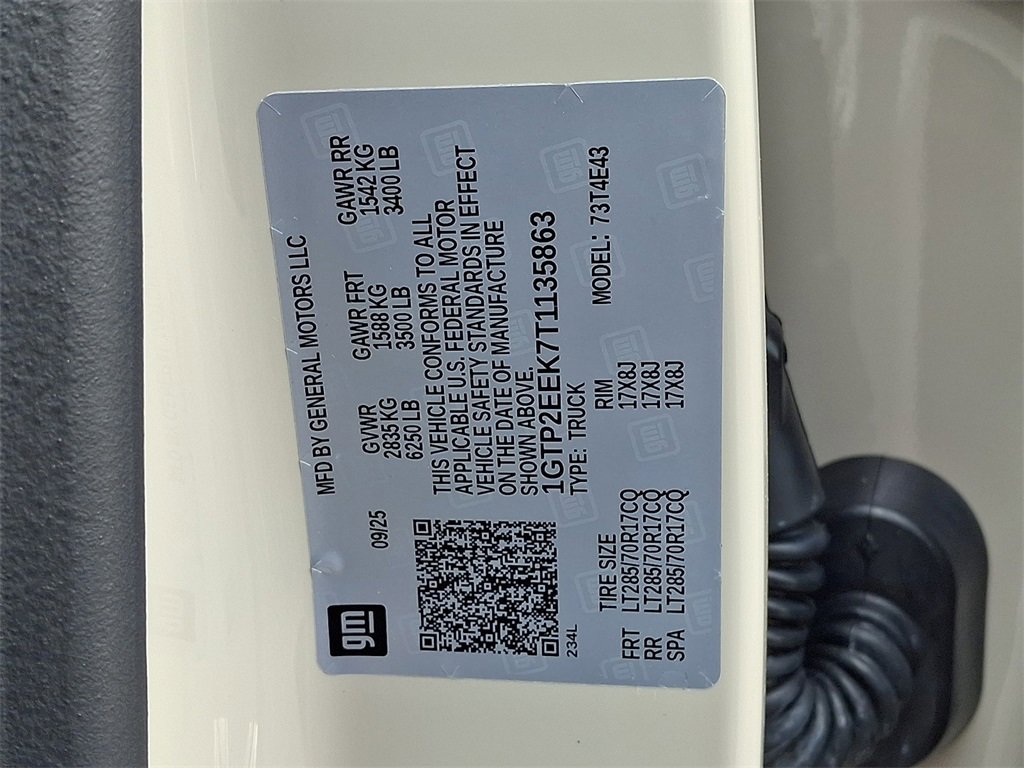 gm
MFD BY GENERAL MOTORS LLC
09/25
GVWR GAWR FRT GAWR RR
2835 KG 1588 KG 1542 KG
6250 LB 3500 LB 3400 LB
THIS VEHICLE CONFORMS TO ALL
APPLICABLE U.S. FEDERAL MOTOR
VEHICLE SAFETY STANDARDS IN EFFECT
ON THE DATE OF MANUFACTURE
SHOWN ABOVE.
1GTP2EEK7T1135863
234L
TYPE: TRUCK MODEL: 73T4E43
TIRE SIZE RIM
FRT LT285/70R17CQ 17X8J
RR LT285/70R17CQ 17X8J
SPA LT285/70R17CQ 17X8J